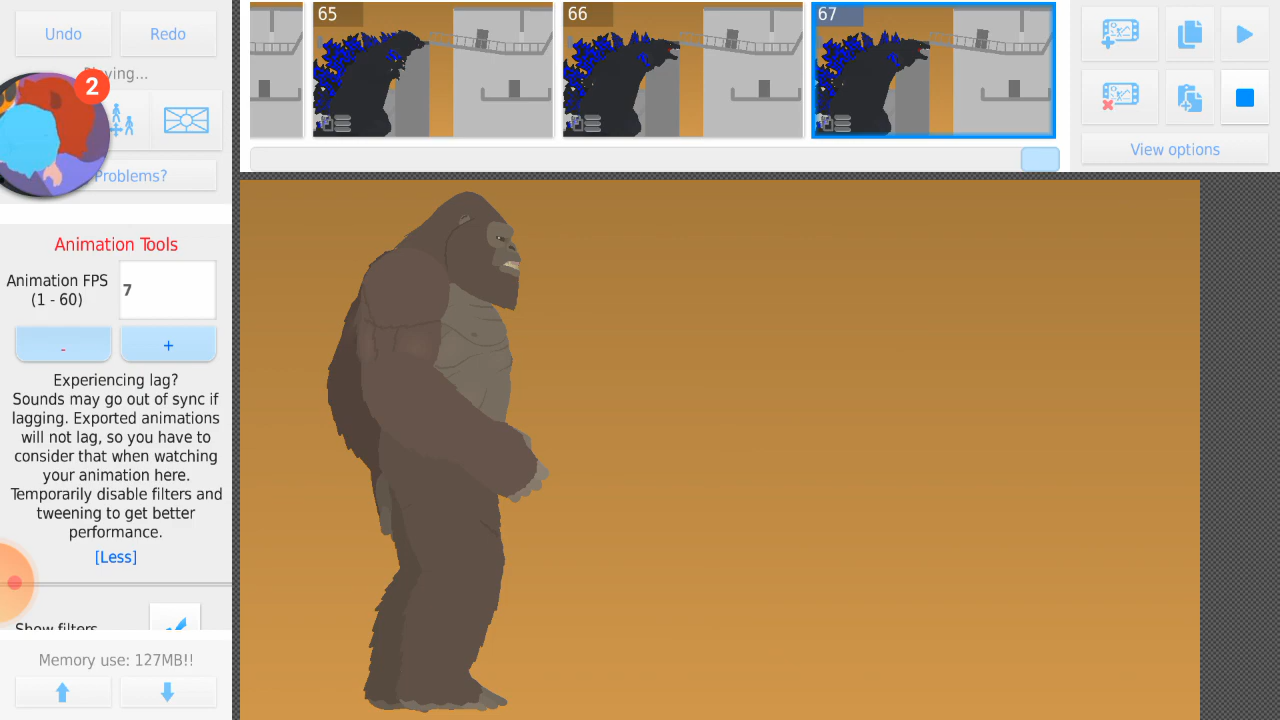 Undo
Redo
2
Problems?
Animation Tools
Animation FPS
(1 - 60)
7
-
+
Experiencing lag?
Sounds may go out of sync if
lagging. Exported animations
will not lag, so you have to
consider that when watching
your animation here.
Temporarily disable filters and
tweening to get better
performance.
[Less]
Show filters
Memory use: 127MB!!
65
66
67
View options